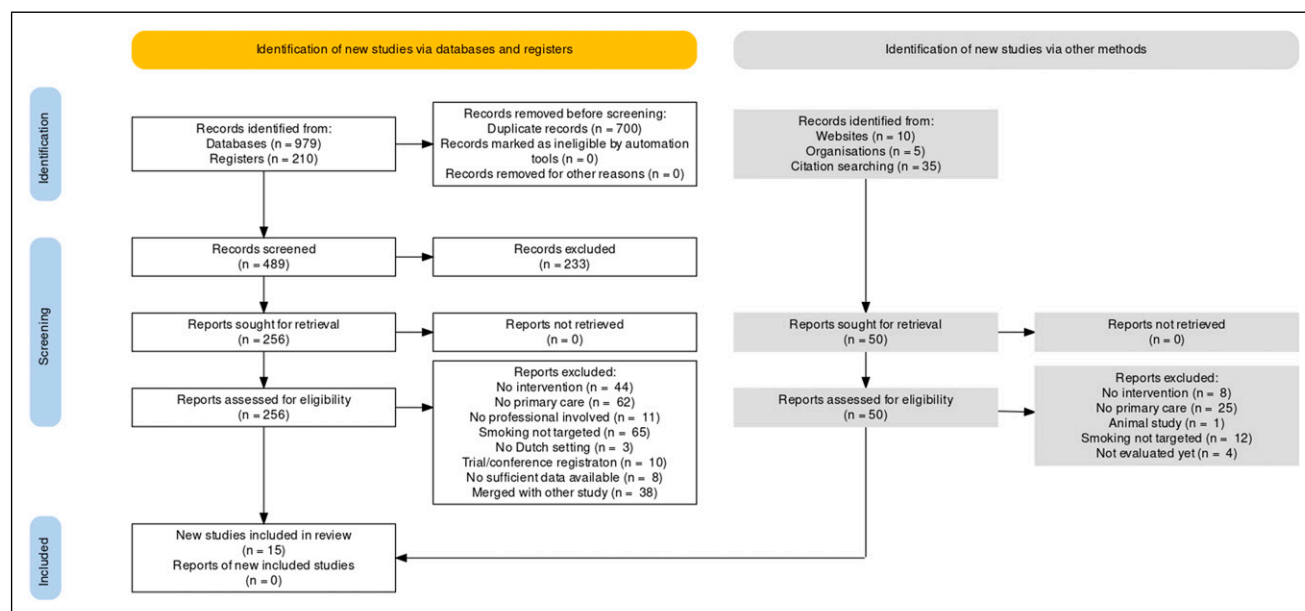 Identification of new studies via databases and registers
Identification of new studies via other methods
Identification
Records identified from:
Databases (n = 979)
Registers (n = 210)
Records removed before screening:
Duplicate records (n = 700)
Records marked as ineligible by automation
tools (n = 0)
Records removed for other reasons (n = 0)
Records identified from:
Websites (n = 10)
Organisations (n = 5)
Citation searching (n = 35)
Screening
Records screened
(n = 489)
Records excluded
(n = 233)
Reports sought for retrieval
(n = 256)
Reports not retrieved
(n = 0)
Reports sought for retrieval
(n = 50)
Reports not retrieved
(n = 0)
Reports assessed for eligibility
(n = 256)
Reports excluded:
No intervention (n = 44)
No primary care (n = 62)
No professional involved (n = 11)
Smoking not targeted (n = 65)
No Dutch setting (n = 3)
Trial/conference registraton (n = 10)
No sufficient data available (n = 8)
Merged with other study (n = 38)
Reports assessed for eligibility
(n = 50)
Reports excluded:
No intervention (n = 8)
No primary care (n = 25)
Animal study (n = 1)
Smoking not targeted (n = 12)
Not evaluated yet (n = 4)
Included
New studies included in review
(n = 15)
Reports of new included studies
(n = 0)